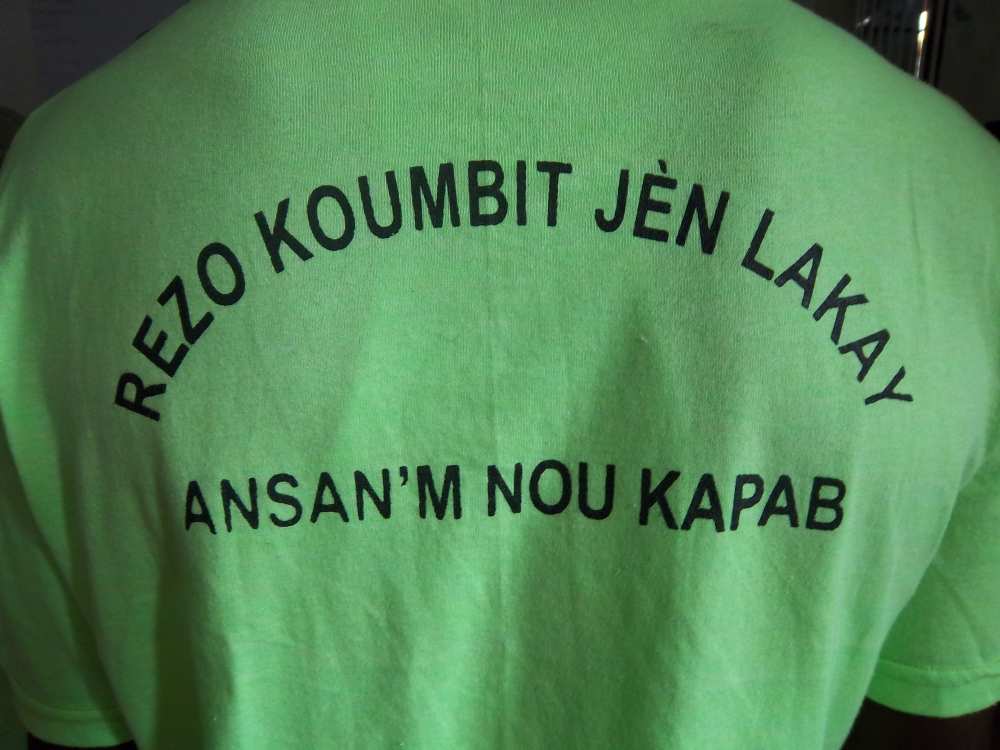 REZO KOUMBIT JÈN LAKAY
ANSAN'M NOU KAPAB